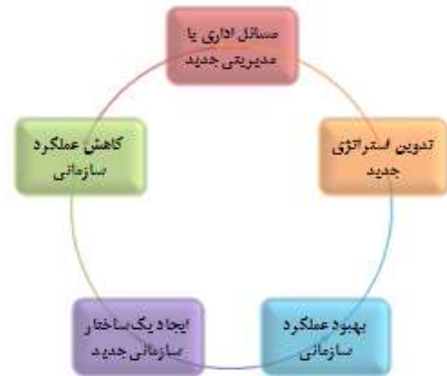 مسائل اداری یا
مدیریتی جدید
تدوین استراتژی
جدید
بهبود عملکرد
سازمانی
ایجاد یک ساختار
سازمانی جدید
کاهش عملکرد
سازمانی